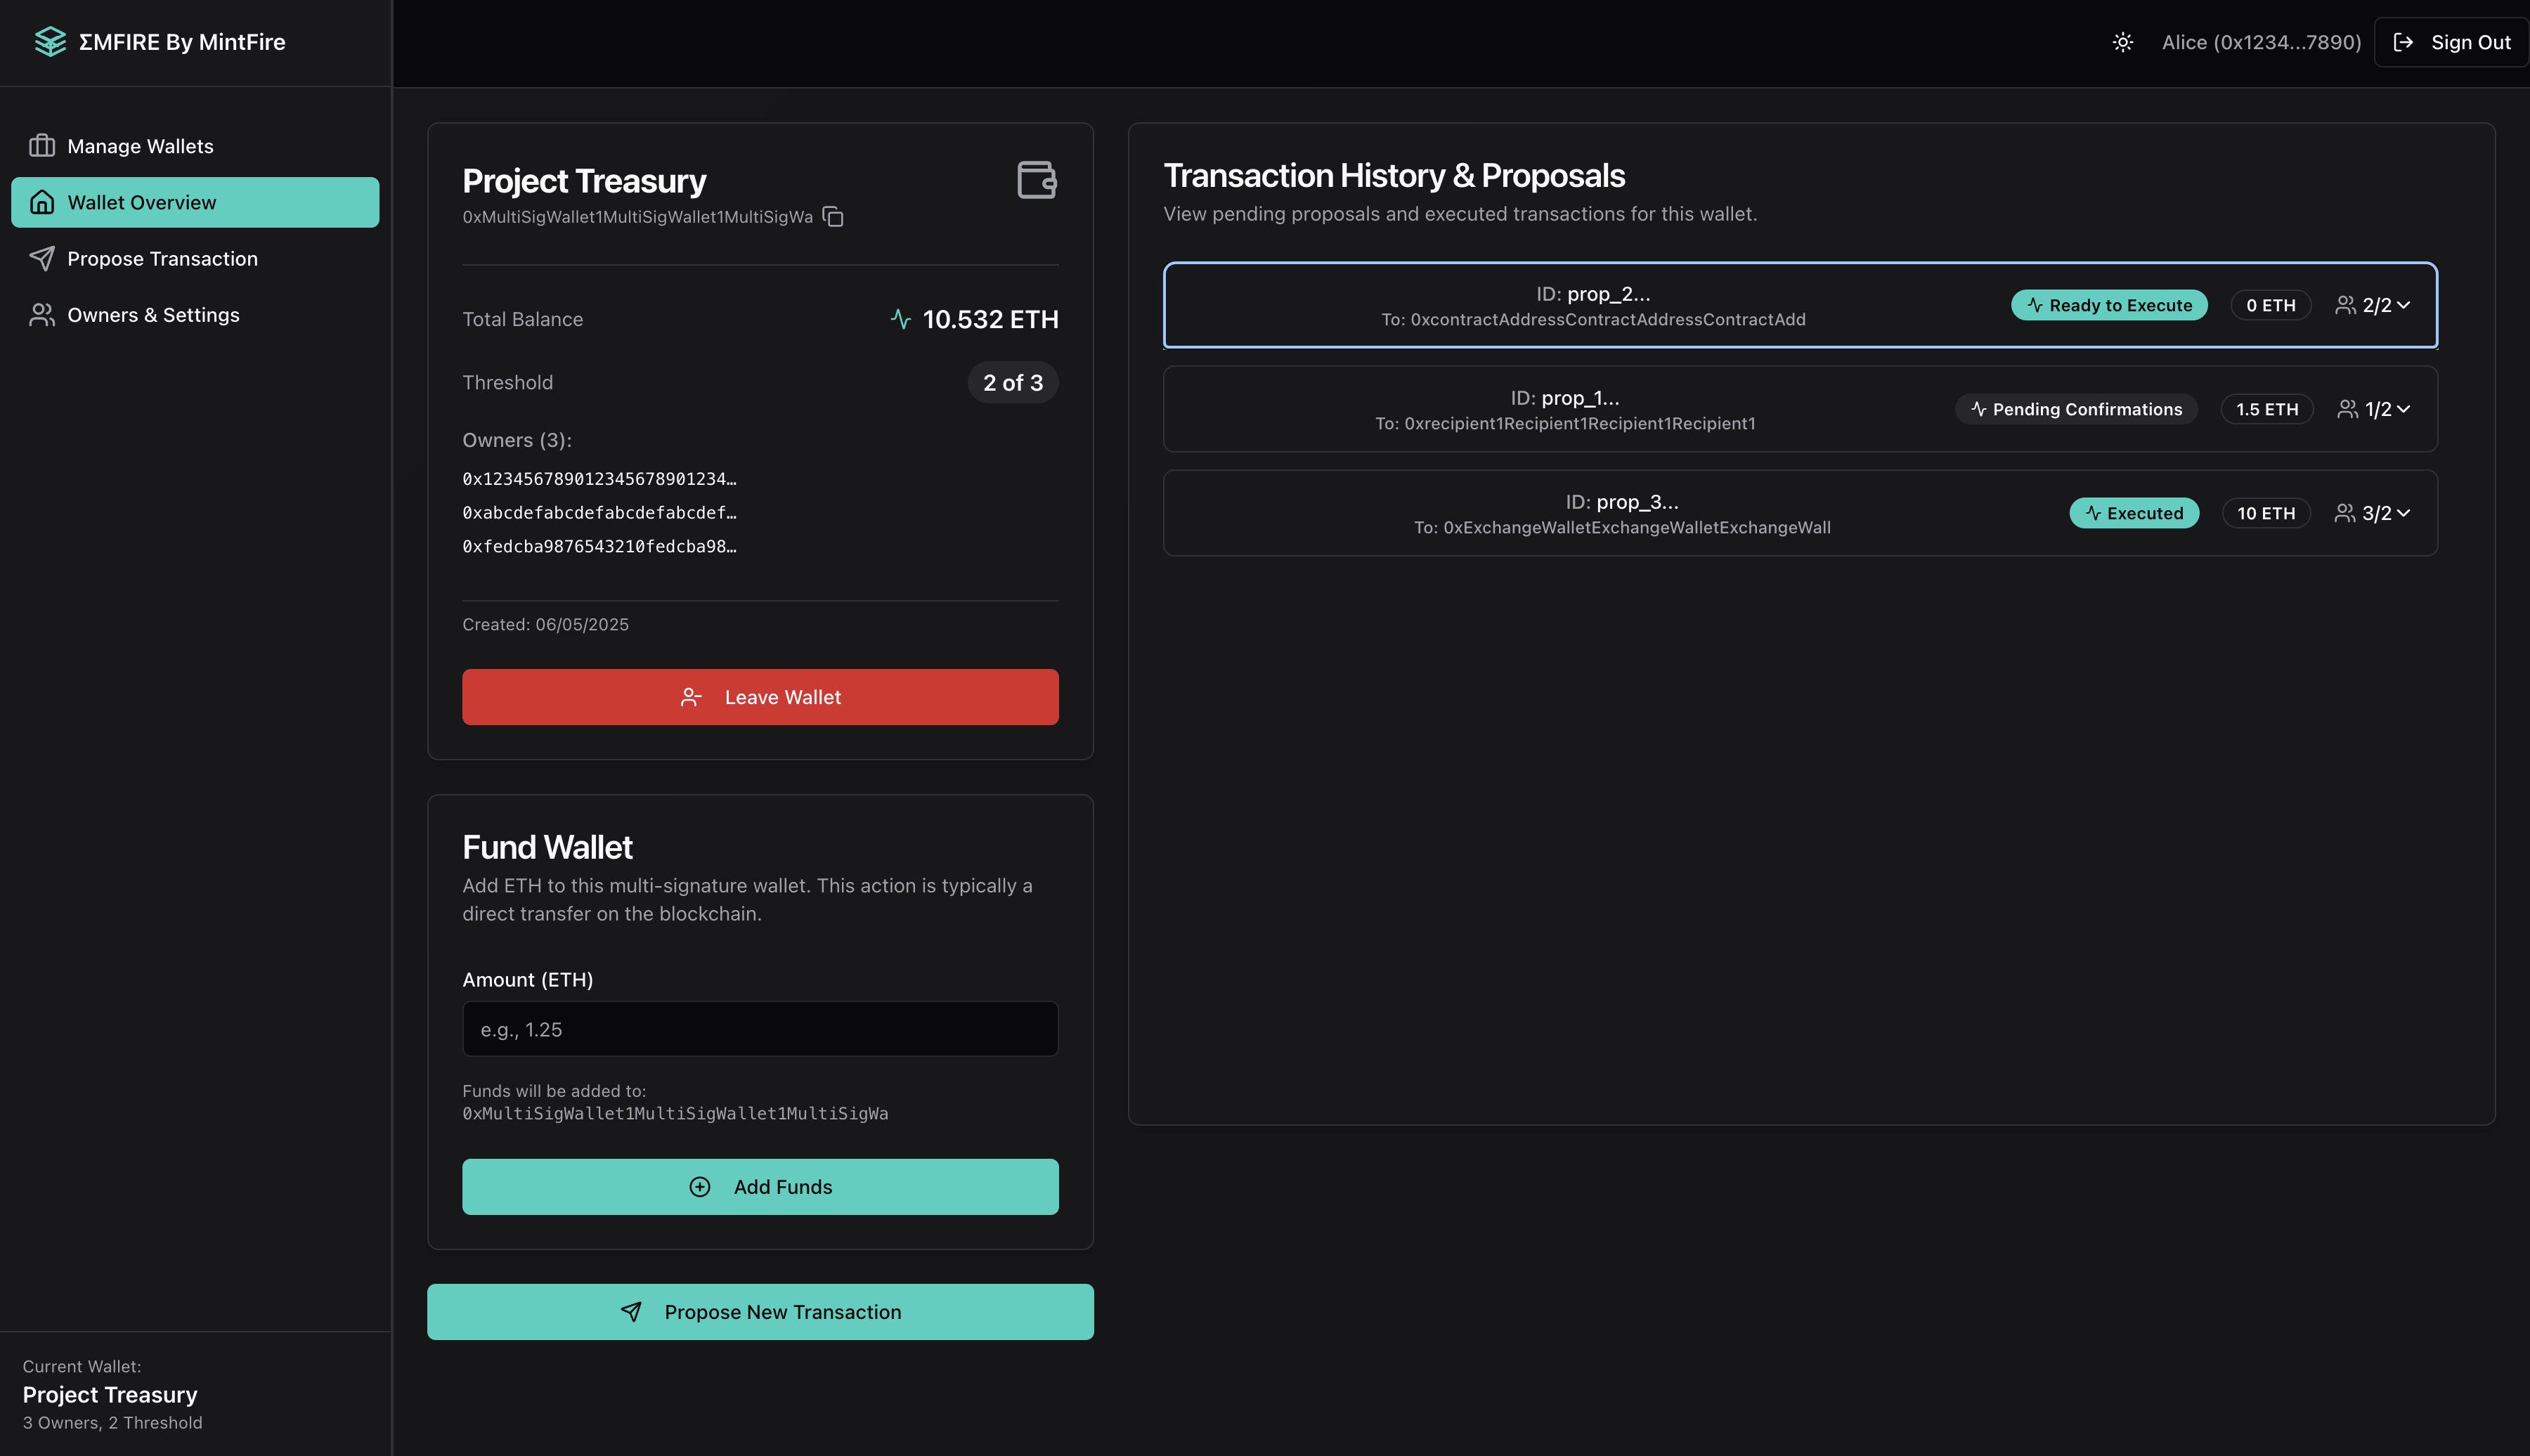 ΣMFIRE By MintFire
Alice (0x1234...7890)
Sign Out
Manage Wallets
Wallet Overview
Propose Transaction
Owners & Settings
Project Treasury
0xMultiSigWallet1MultiSigWallet1MultiSigWa
Total Balance
10.532 ETH
Threshold
2 of 3
Owners (3):
0x123456789012345678901234…
0xabcdefabcdefabcdefabcdef…
0xfedcba9876543210fedcba98…
Created: 06/05/2025
Leave Wallet
Fund Wallet
Add ETH to this multi-signature wallet. This action is typically a
direct transfer on the blockchain.
Amount (ETH)
e.g., 1.25
Funds will be added to:
0xMultiSigWallet1MultiSigWallet1MultiSigWa
Add Funds
Propose New Transaction
Transaction History & Proposals
View pending proposals and executed transactions for this wallet.
ID: prop_2...
To: 0xcontractAddressContractAddressContractAdd
Ready to Execute
0 ETH
2/2
ID: prop_1...
To: 0xrecipient1Recipient1Recipient1Recipient1
Pending Confirmations
1.5 ETH
1/2
ID: prop_3...
To: 0xExchangeWalletExchangeWalletExchangeWall
Executed
10 ETH
3/2
Current Wallet:
Project Treasury
3 Owners, 2 Threshold